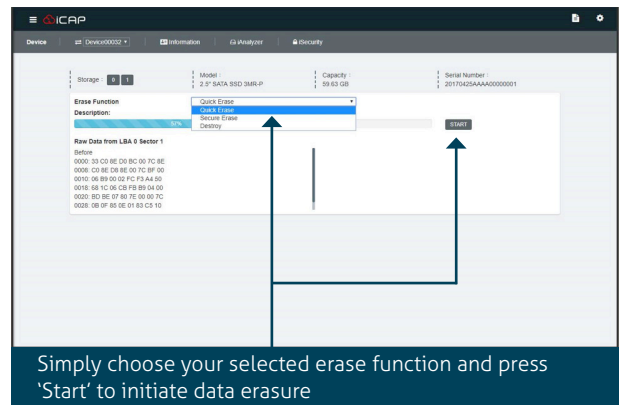 iCAP
Device
Device00032
Information
iAnalyzer
iSecurity
Storage : 0 1
Model :
2.5" SATA SSD 3MR-P
Capacity :
59.63 GB
Serial Number :
20170425AAAA00000001
Erase Function
Quick Erase
Quick Erase
Secure Erase
Destroy
Description:
57%
START
Raw Data from LBA 0 Sector 1
Before
0000: 33 C0 8E D0 BC 00 7C 8E
0008: C0 8E D8 BE 00 7C BF 00
0010: 06 B9 00 02 FC F3 A4 50
0018: 68 1C 06 CB FB B9 04 00
0020: BD BE 07 80 7E 00 00 7C
0028: 0B 0F 85 0E 01 83 C5 10
Simply choose your selected erase function and press
‘Start’ to initiate data erasure